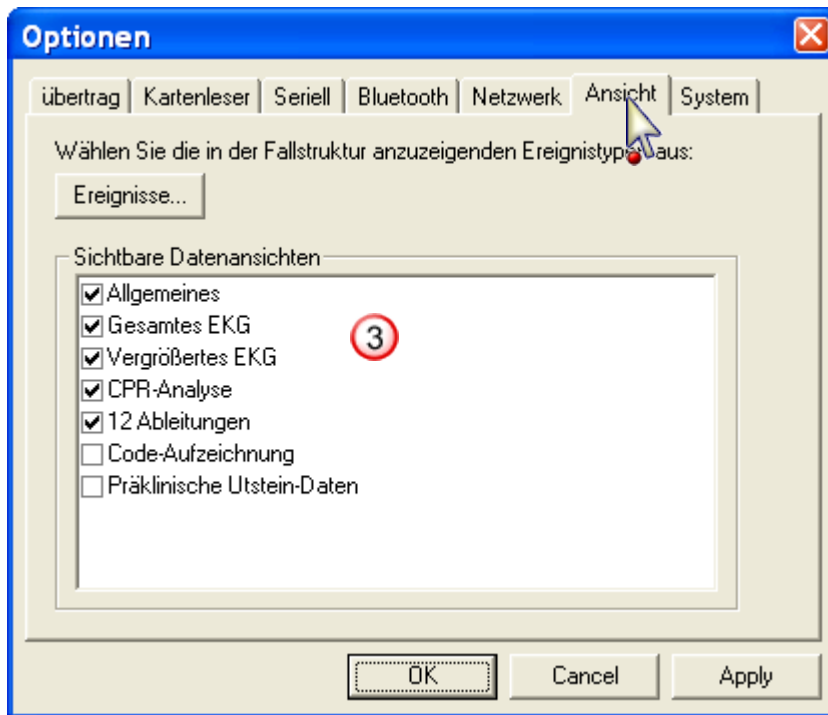 Optionen
übertrag Kartenleser Seriell Bluetooth Netzwerk Ansicht System
Wählen Sie die in der Fallstruktur anzuzeigenden aus:
Ereignisse...
Sichtbare Datenansichten
Allgemeines
Gesamtes EKG
3
Vergrößertes EKG
CPR-Analyse
12 Ableitungen
Code-Aufzeichnung
Präklinische Utstein-Daten
OK Cancel Apply